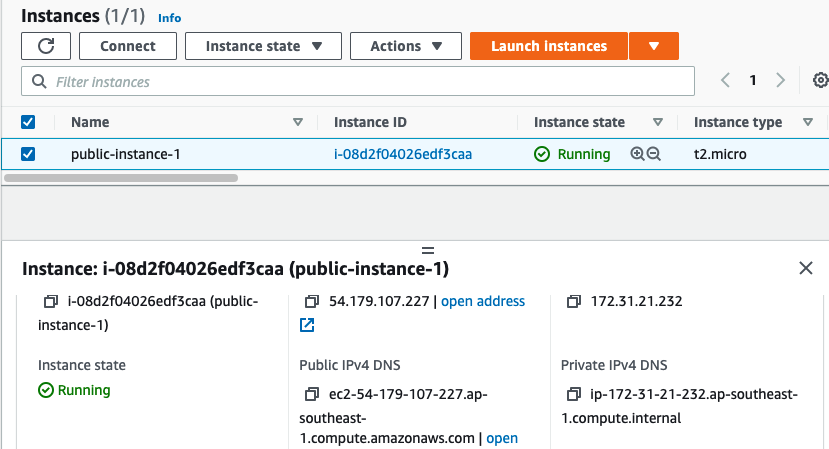 Instances (1/1) Info
Connect Instance state Actions Launch instances
Filter instances 1
Name Instance ID Instance state Instance type
public-instance-1 i-08d2f04026edf3caa Running t2.micro
Instance: i-08d2f04026edf3caa (public-instance-1)
i-08d2f04026edf3caa (public-
instance-1)
54.179.107.227 | open address
172.31.21.232
Instance state
Running
Public IPv4 DNS
ec2-54-179-107-227.ap-
southeast-
1.compute.amazonaws.com | open
Private IPv4 DNS
ip-172-31-21-232.ap-southeast-
1.compute.internal